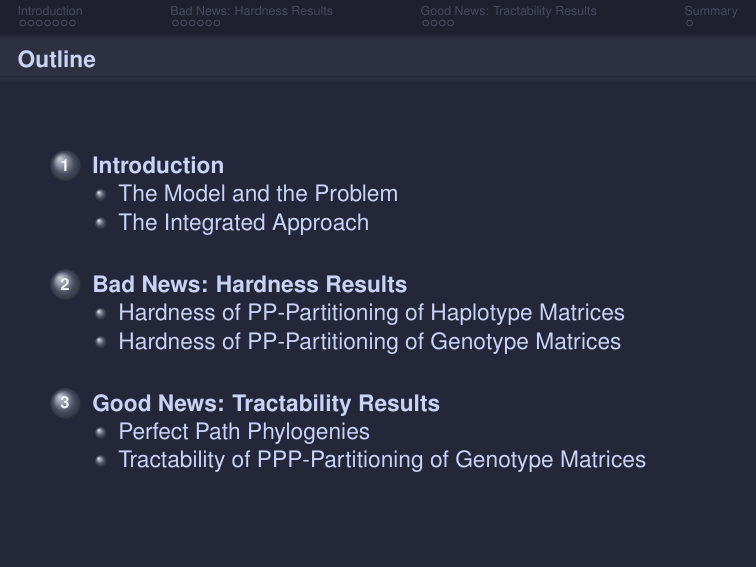 Introduction Bad News: Hardness Results Good News: Tractability Results Summary
Outline
1 Introduction
The Model and the Problem
The Integrated Approach
2 Bad News: Hardness Results
Hardness of PP-Partitioning of Haplotype Matrices
Hardness of PP-Partitioning of Genotype Matrices
3 Good News: Tractability Results
Perfect Path Phylogenies
Tractability of PPP-Partitioning of Genotype Matrices